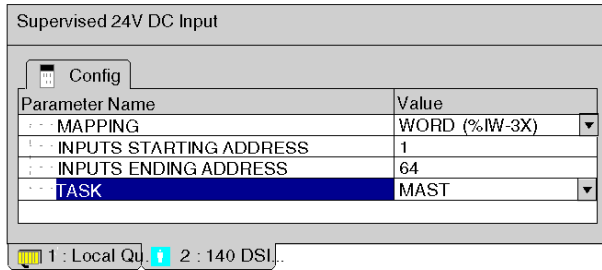 Supervised 24V DC Input
Config
Parameter Name Value
MAPPING WORD (%IW-3X)
INPUTS STARTING ADDRESS 1
INPUTS ENDING ADDRESS 64
TASK MAST
1 : Local Qu. 2 : 140 DSI...